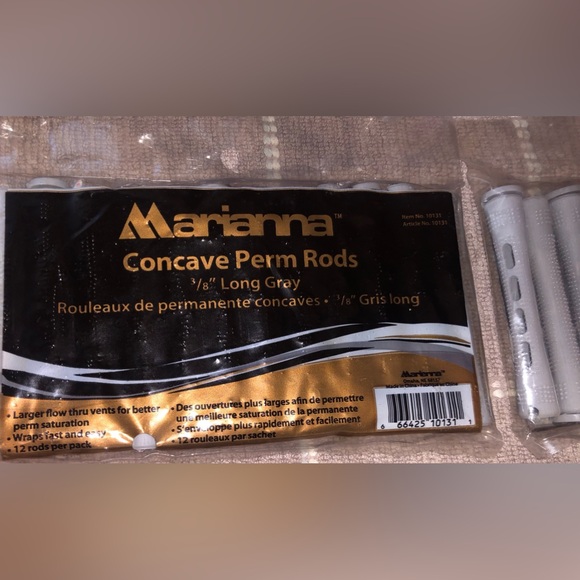 Marianna™
Item No. 10131
Article No. 10131
Concave Perm Rods
3/8" Long Gray
Rouleaux de permanente concaves • 3/8" Gris long
• Larger flow thru vents for better
perm saturation
• Wraps fast and easy
• 12 rods per pack
• Des ouvertures plus larges afin de permettre
une meilleure saturation de la permanente
• S'enveloppe plus rapidement et facilement
• 12 rouleaux par sachet
Marianna™
Omaha, NE
6 66425 10131 1